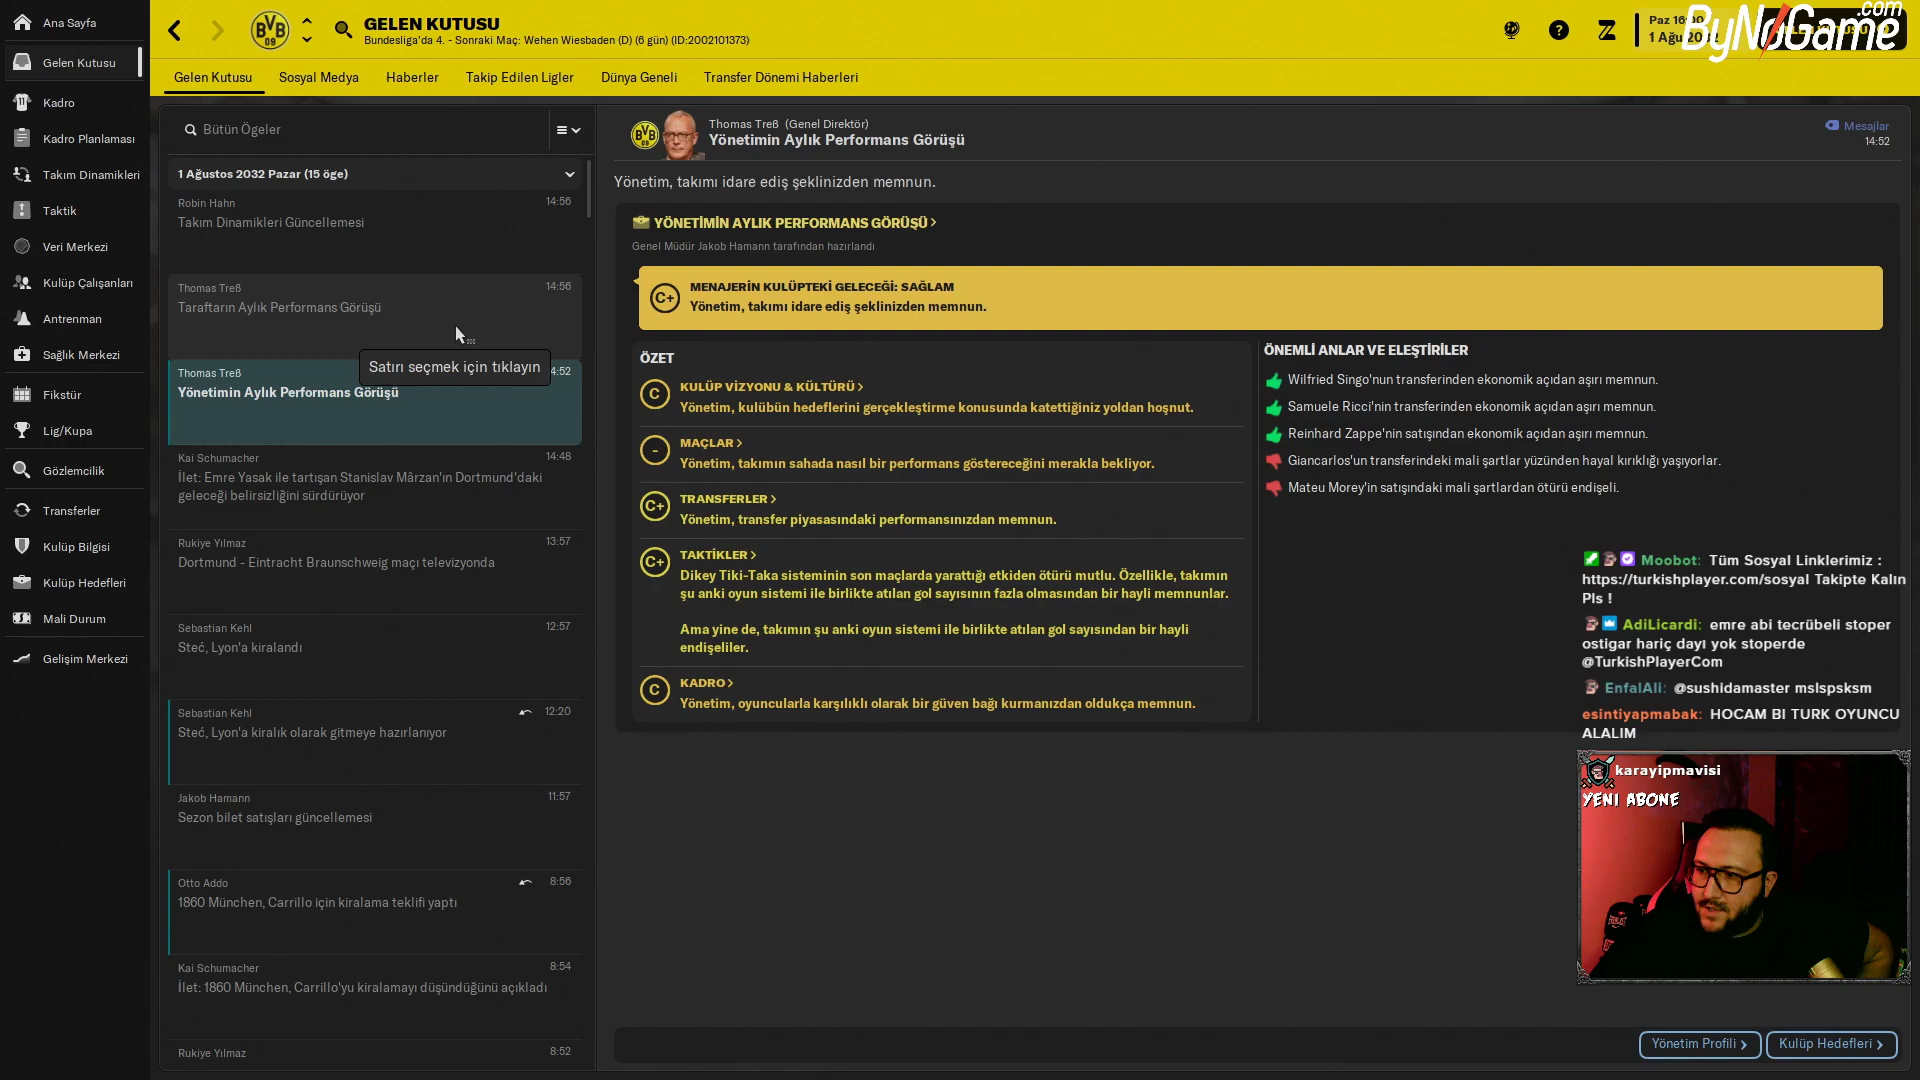 Ana Sayfa
Gelen Kutusu
Kadro
Kadro Planlaması
Takım Dinamikleri
Taktik
Veri Merkezi
Kulüp Çalışanları
Antrenman
Sağlık Merkezi
Fikstür
Lig/Kupa
Gözlemcilik
Transferler
Kulüp Bilgisi
Kulüp Hedefleri
Mali Durum
Gelişim Merkezi
GELEN KUTUSU
Bundesliga'da 4. - Sonraki Maç: Wehen Wiesbaden (D) (6 gün) (ID:2002101373)
ByNoGame.com
Gelen Kutusu
Sosyal Medya
Haberler
Takip Edilen Ligler
Dünya Geneli
Transfer Dönemi Haberleri
Bütün Ögeler
1 Ağustos 2032 Pazar (15 öge)
Robin Hahn 14:56
Takım Dinamikleri Güncellemesi
Thomas Treß 14:56
Taraftarın Aylık Performans Görüşü
Satırı seçmek için tıklayın
Thomas Treß 4:52
Yönetimin Aylık Performans Görüşü
Kai Schumacher 14:48
İlet: Emre Yasak ile tartışan Stanislav Mârzan'ın Dortmund'daki
geleceği belirsizliğini sürdürüyor
Rukiye Yılmaz 13:57
Dortmund - Eintracht Braunschweig maçı televizyonda
Sebastian Kehl 12:57
Steć, Lyon'a kiralandı
Sebastian Kehl 12:20
Steć, Lyon'a kiralık olarak gitmeye hazırlanıyor
Jakob Hamann 11:57
Sezon bilet satışları güncellemesi
Otto Addo 8:56
1860 München, Carrillo için kiralama teklifi yaptı
Kai Schumacher 8:54
İlet: 1860 München, Carrillo'yu kiralamayı düşündüğünü açıkladı
Rukiye Yılmaz 8:52
BVB 09
Thomas Treß (Genel Direktör)
Yönetimin Aylık Performans Görüşü
Mesajlar
14:52
Yönetim, takımı idare ediş şeklinizden memnun.
YÖNETİMİN AYLIK PERFORMANS GÖRÜŞÜ
Genel Müdür Jakob Hamann tarafından hazırlandı
C+
MENAJERİN KULÜPTEKİ GELECEĞİ: SAĞLAM
Yönetim, takımı idare ediş şeklinizden memnun.
ÖZET
C
KULÜP VİZYONU & KÜLTÜRÜ
Yönetim, kulübün hedeflerini gerçekleştirme konusunda katettiğiniz yoldan hoşnut.
-
MAÇLAR
Yönetim, takımın sahada nasıl bir performans göstereceğini merakla bekliyor.
C+
TRANSFERLER
Yönetim, transfer piyasasındaki performansınızdan memnun.
C+
TAKTİKLER
Dikey Tiki-Taka sisteminin son maçlarda yarattığı etkiden ötürü mutlu. Özellikle, takımın
şu anki oyun sistemi ile birlikte atılan gol sayısının fazla olmasından bir hayli memnunlar.
Ama yine de, takımın şu anki oyun sistemi ile birlikte atılan gol sayısından bir hayli
endişeliler.
C
KADRO
Yönetim, oyuncularla karşılıklı olarak bir güven bağı kurmanızdan oldukça memnun.
ÖNEMLİ ANLAR VE ELEŞTİRİLER
Wilfried Singo'nun transferinden ekonomik açıdan aşırı memnun.
Samuele Ricci'nin transferinden ekonomik açıdan aşırı memnun.
Reinhard Zappe'nin satışından ekonomik açıdan aşırı memnun.
Giancarlos'un transferindeki mali şartlar yüzünden hayal kırıklığı yaşıyorlar.
Mateu Morey'in satışındaki mali şartlardan ötürü endişeli.
Moobot: Tüm Sosyal Linklerimiz :
https://turkishplayer.com/sosyal Takipte Kalın
Pls !
AdiLicardi: emre abi tecrübeli stoper
ostigar hariç dayı yok stoperde
@TurkishPlayerCom
EnfalAli: @sushidamaster mslspsksm
esintiyapmabak: HOCAM BI TURK OYUNCU
ALALIM
karayipmavisi
YENİ ABONE
Yönetim Profili
Kulüp Hedefleri